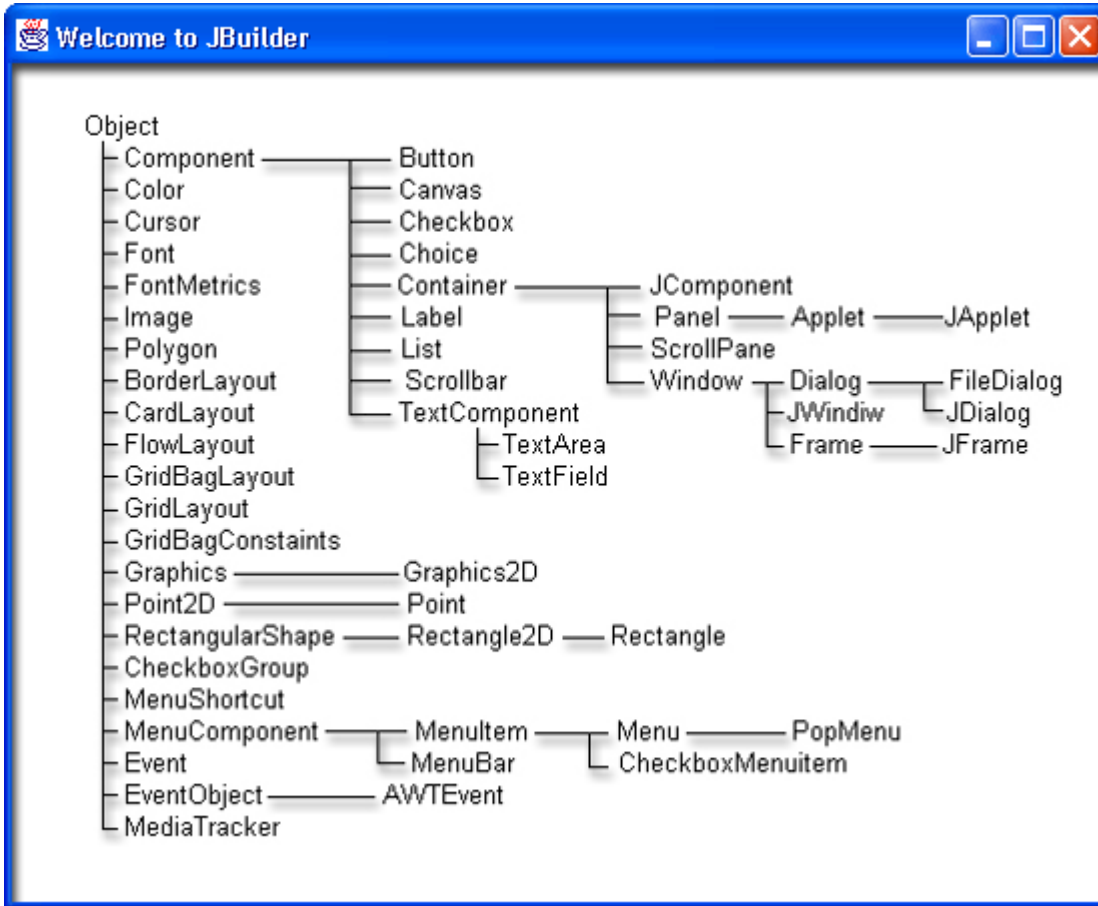 Welcome to JBuilder
Object
Component Button
Color Canvas
Cursor Checkbox
Font Choice
FontMetrics Container JComponent
Image Label Panel Applet JApplet
Polygon List ScrollPane
BorderLayout Scrollbar Window Dialog FileDialog
CardLayout TextComponent JWindiw JDialog
FlowLayout TextArea Frame JFrame
GridBagLayout TextField
GridLayout
GridBagConstaints
Graphics Graphics2D
Point2D Point
RectangularShape Rectangle2D Rectangle
CheckboxGroup
MenuShortcut
MenuComponent MenuItem Menu PopMenu
Event MenuBar CheckboxMenuitem
EventObject AWTEvent
MediaTracker